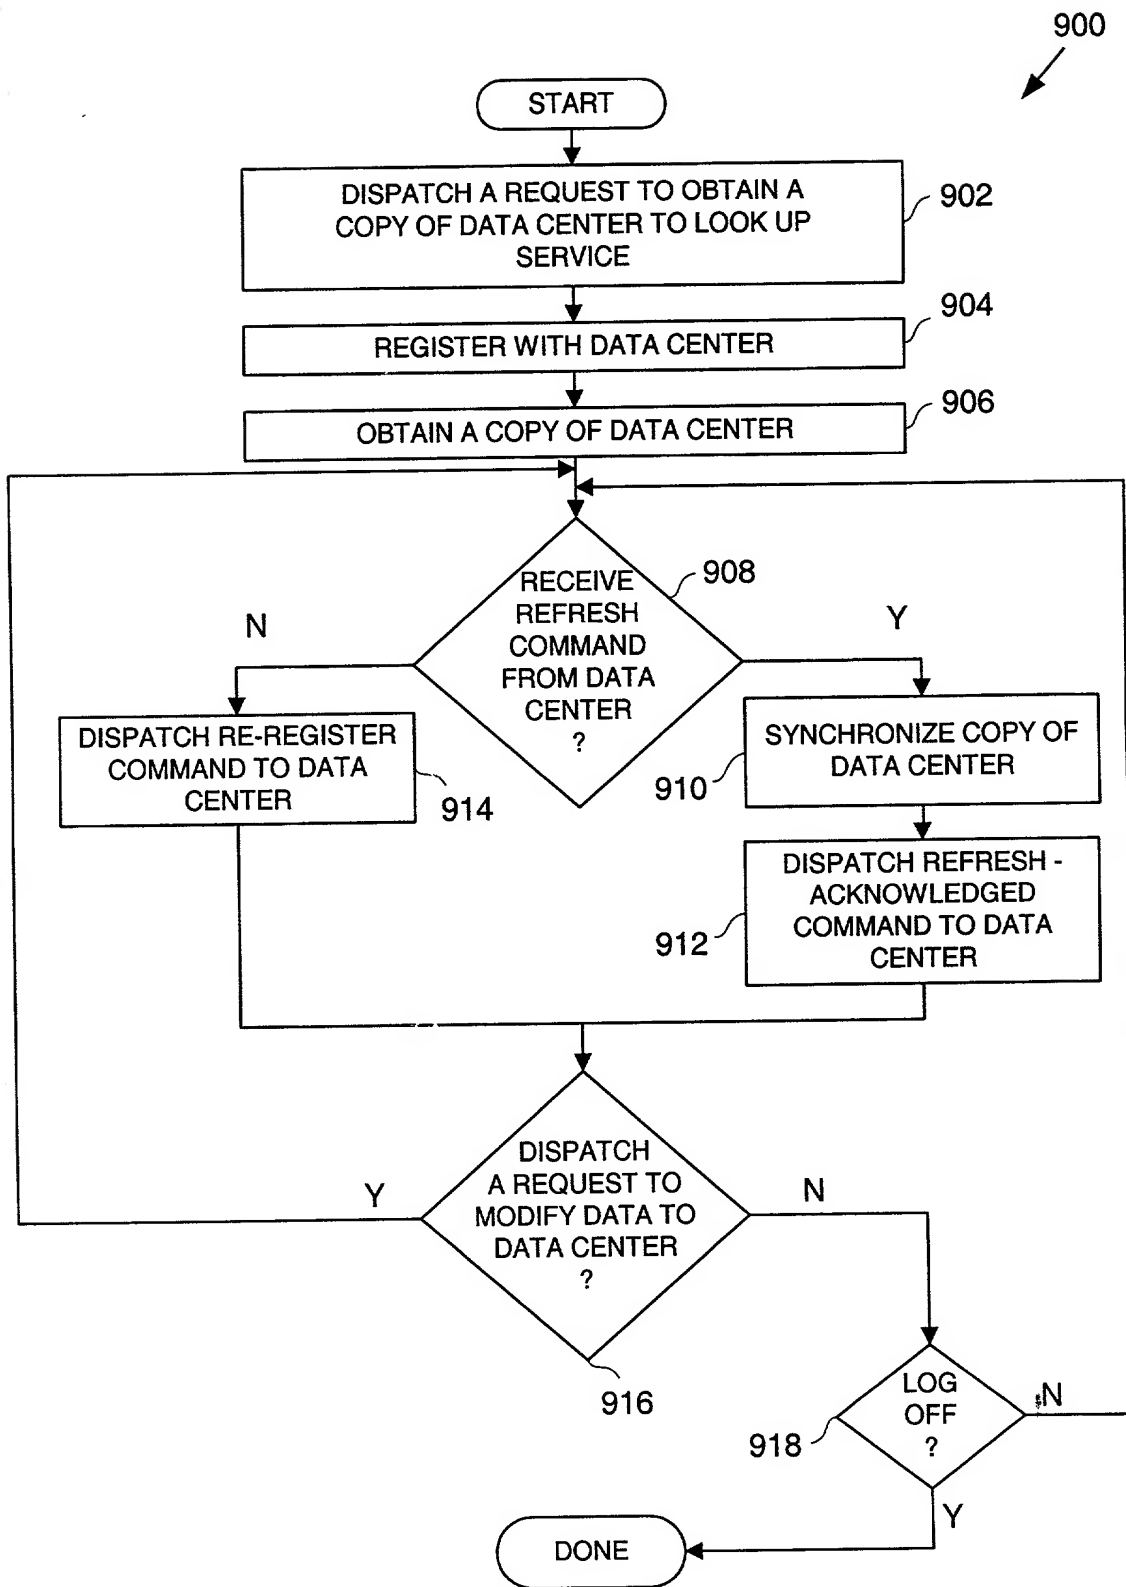 900
START
DISPATCH A REQUEST TO OBTAIN A
COPY OF DATA CENTER TO LOOK UP
SERVICE
902
904
REGISTER WITH DATA CENTER
906
OBTAIN A COPY OF DATA CENTER
RECEIVE
REFRESH
COMMAND
FROM DATA
CENTER
?
908
N
Y
DISPATCH RE-REGISTER
COMMAND TO DATA
CENTER
914
SYNCHRONIZE COPY OF
DATA CENTER
910
DISPATCH REFRESH -
ACKNOWLEDGED
COMMAND TO DATA
CENTER
912
DISPATCH
A REQUEST TO
MODIFY DATA TO
DATA CENTER
?
Y
N
916
LOG
OFF
?
N
918
Y
DONE